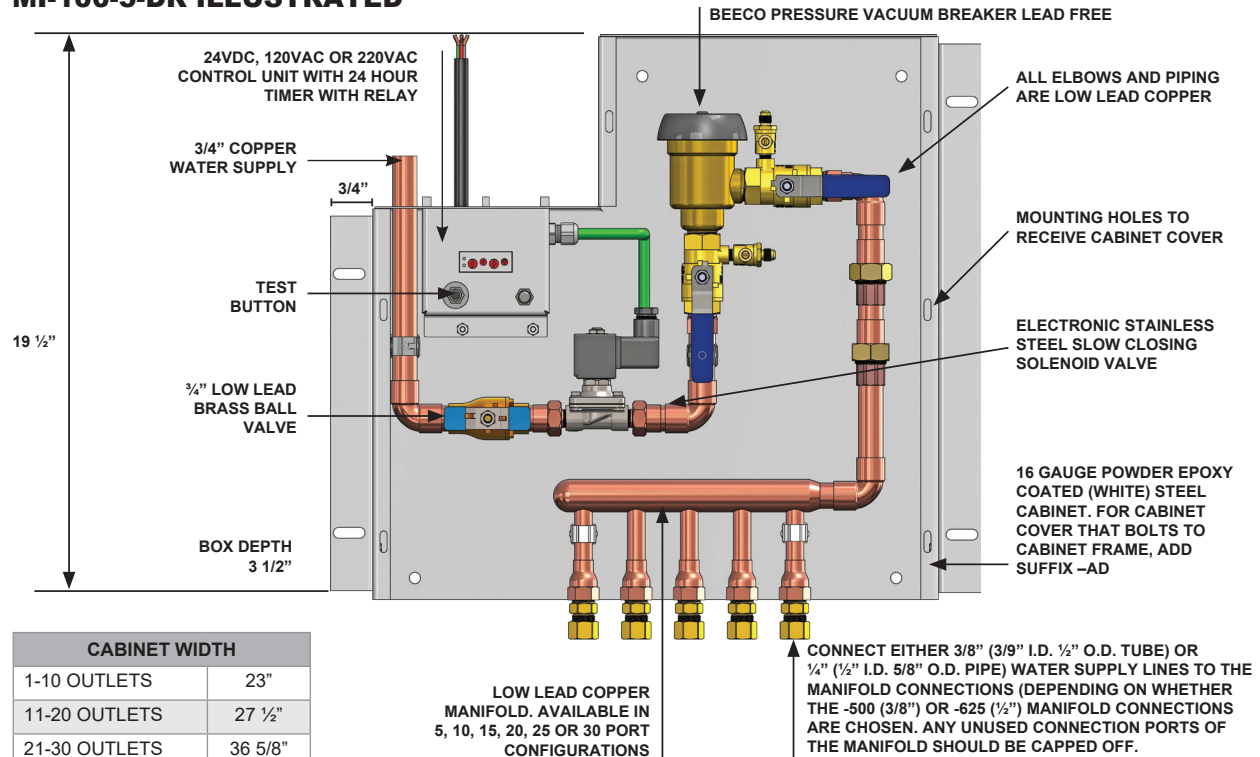 MI-100-5-DR ILLUSTRATED
BEECO PRESSURE VACUUM BREAKER LEAD FREE
24VDC, 120VAC OR 220VAC
CONTROL UNIT WITH 24 HOUR
TIMER WITH RELAY
ALL ELBOWS AND PIPING
ARE LOW LEAD COPPER
3/4” COPPER
WATER SUPPLY
3/4”
MOUNTING HOLES TO
RECEIVE CABINET COVER
TEST
BUTTON
19 ½”
ELECTRONIC STAINLESS
STEEL SLOW CLOSING
SOLENOID VALVE
¾” LOW LEAD
BRASS BALL
VALVE
16 GAUGE POWDER EPOXY
COATED (WHITE) STEEL
CABINET. FOR CABINET
COVER THAT BOLTS TO
CABINET FRAME, ADD
SUFFIX –AD
BOX DEPTH
3 1/2”
CABINET WIDTH
1-10 OUTLETS 23”
11-20 OUTLETS 27 ½”
21-30 OUTLETS 36 5/8”
LOW LEAD COPPER
MANIFOLD. AVAILABLE IN
5, 10, 15, 20, 25 OR 30 PORT
CONFIGURATIONS
CONNECT EITHER 3/8” (3/9” I.D. ½” O.D. TUBE) OR
¼” (½” I.D. 5/8” O.D. PIPE) WATER SUPPLY LINES TO THE
MANIFOLD CONNECTIONS (DEPENDING ON WHETHER
THE -500 (3/8”) OR -625 (½”) MANIFOLD CONNECTIONS
ARE CHOSEN. ANY UNUSED CONNECTION PORTS OF
THE MANIFOLD SHOULD BE CAPPED OFF.